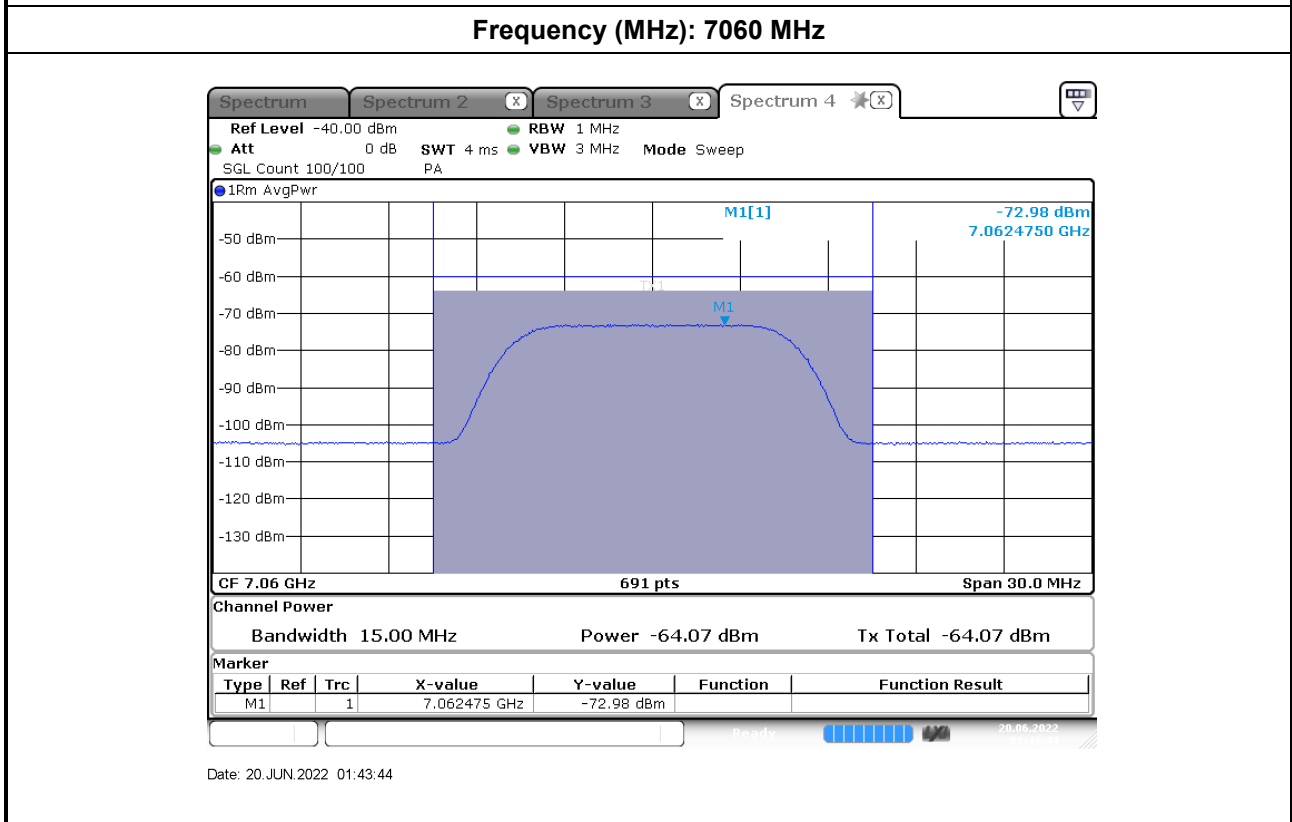 Frequency (MHz): 7060 MHz
Spectrum Spectrum 2 X Spectrum 3 X Spectrum 4 X
Ref Level -40.00 dBm RBW 1 MHz
Att 0 dB SWT 4 ms VBW 3 MHz Mode Sweep
SGL Count 100/100 PA
1Rm AvgPwr
M1[1] -72.98 dBm
7.0624750 GHz
-50 dBm
-60 dBm
Tx1
M1
-70 dBm
-80 dBm
-90 dBm
-100 dBm
-110 dBm
-120 dBm
-130 dBm
CF 7.06 GHz 691 pts Span 30.0 MHz
Channel Power
Bandwidth 15.00 MHz Power -64.07 dBm Tx Total -64.07 dBm
Marker
Type Ref Trc X-value Y-value Function Function Result
M1 1 7.062475 GHz -72.98 dBm
Ready 20.06.2022
Date: 20.JUN.2022 01:43:44